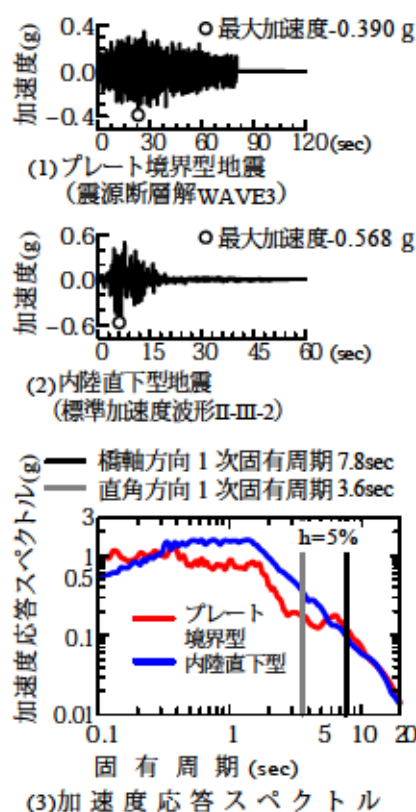 0.4
最大加速度-0.390 g
0.0
-0.4
加速度(g)
0 30 60 90 120(sec)
(1)プレート境界型地震
(震源断層解WAVE3)
0.6
最大加速度-0.568 g
0.0
-0.6
加速度(g)
0 15 30 45 60 (sec)
(2)内陸直下型地震
(標準加速度波形II-III-2)
橋軸方向1次固有周期7.8sec
直角方向1次固有周期3.6sec
加速度応答スペクトル(g)
3
h=5%
1
0.5
プレート
境界型
0.1
内陸直下型
0.01
0.1 1 5 10 20
固有周期(sec)
(3)加速度応答スペクトル